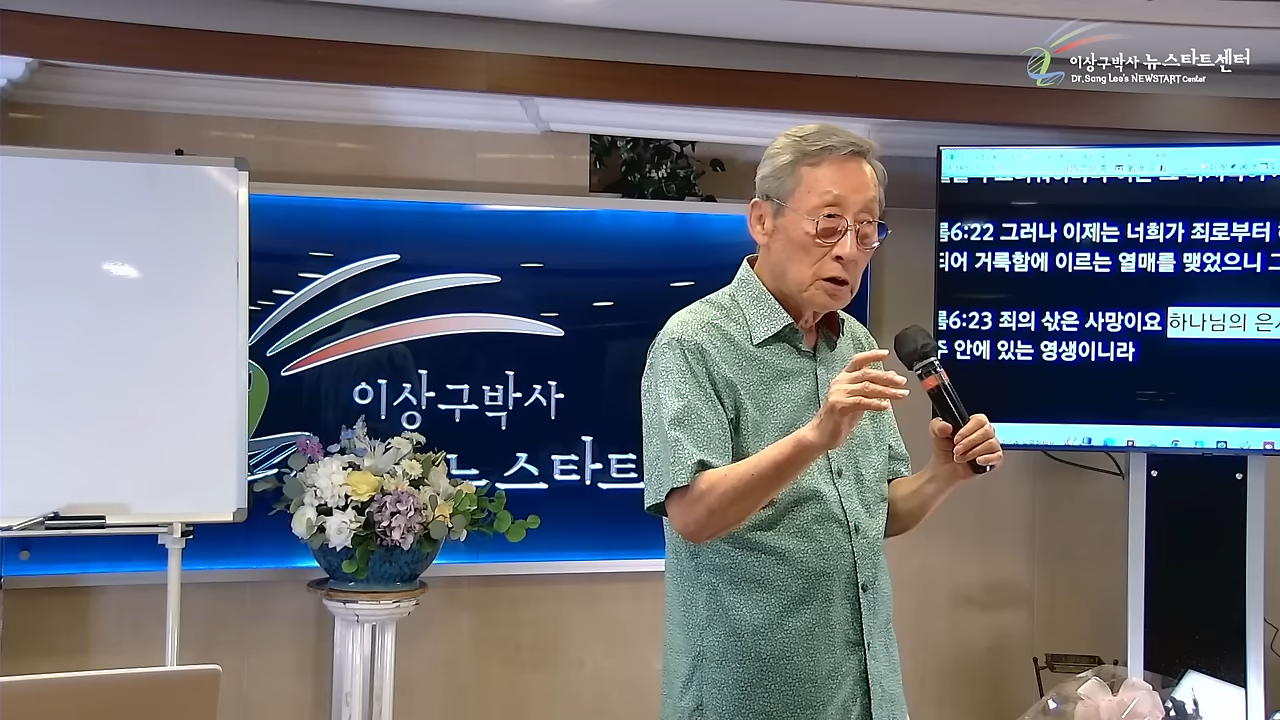 이상구박사 뉴스타트센터
Dr. Sang Lee's NEWSTART Center
이상구박사
뉴스타트
롬6:22 그러나 이제는 너희가 죄로부터
되어 거룩함에 이르는 열매를 맺었으니 그
롬6:23 죄의 삯은 사망이요 하나님의 은
주 안에 있는 영생이니라